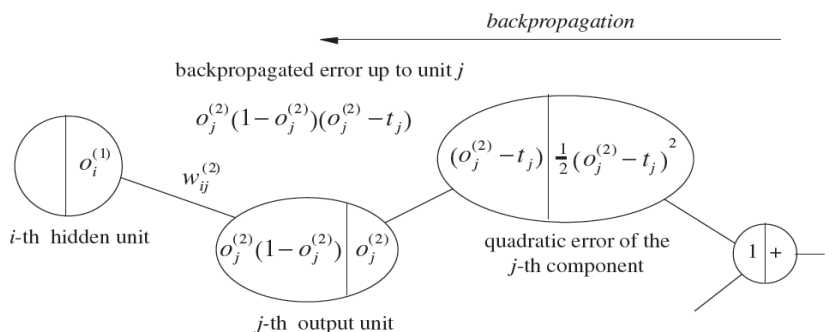 backpropagation
backpropagated error up to unit j
o_j^{(2)}(1-o_j^{(2)})(o_j^{(2)}-t_j)
o_i^{(1)}
w_{ij}^{(2)}
i-th hidden unit
o_j^{(2)}(1-o_j^{(2)}) o_j^{(2)}
j-th output unit
(o_j^{(2)}-t_j) \frac{1}{2}(o_j^{(2)}-t_j)^2
quadratic error of the
j-th component
1 +